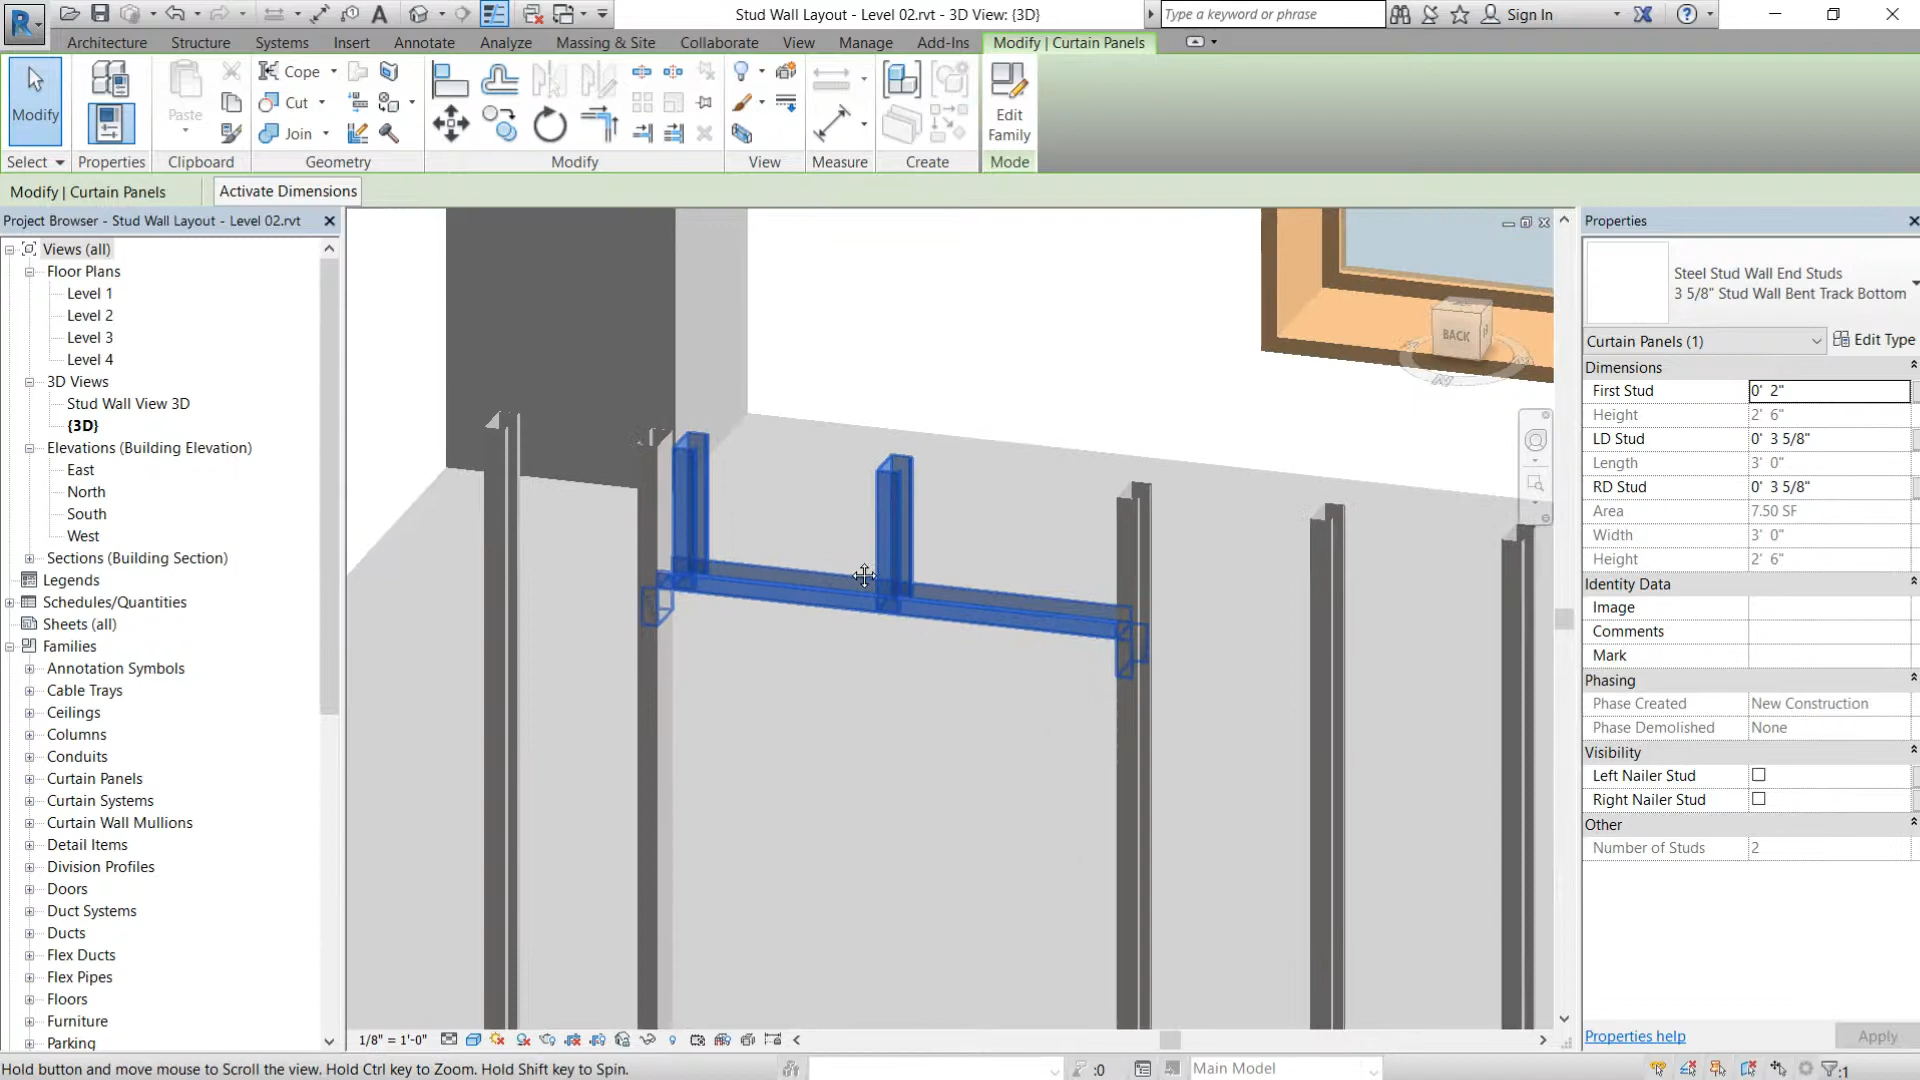 Stud Wall Layout - Level 02.rvt - 3D View: {3D}
Type a keyword or phrase
Sign In
Architecture
Structure
Systems
Insert
Annotate
Analyze
Massing & Site
Collaborate
View
Manage
Add-Ins
Modify | Curtain Panels
Modify
Paste
Cope
Cut
Join
Edit
Family
Select
Properties
Clipboard
Geometry
Modify
View
Measure
Create
Mode
Modify | Curtain Panels
Activate Dimensions
Project Browser - Stud Wall Layout - Level 02.rvt
Views (all)
Floor Plans
Level 1
Level 2
Level 3
Level 4
3D Views
Stud Wall View 3D
{3D}
Elevations (Building Elevation)
East
North
South
West
Sections (Building Section)
Legends
Schedules/Quantities
Sheets (all)
Families
Annotation Symbols
Cable Trays
Ceilings
Columns
Conduits
Curtain Panels
Curtain Systems
Curtain Wall Mullions
Detail Items
Division Profiles
Doors
Duct Systems
Ducts
Flex Ducts
Flex Pipes
Floors
Furniture
Parking
BACK
Properties
Steel Stud Wall End Studs
3 5/8" Stud Wall Bent Track Bottom
Curtain Panels (1)
Edit Type
Dimensions
First Stud 0' 2"
Height 2' 6"
LD Stud 0' 3 5/8"
Length 3' 0"
RD Stud 0' 3 5/8"
Area 7.50 SF
Width 3' 0"
Height 2' 6"
Identity Data
Image
Comments
Mark
Phasing
Phase Created New Construction
Phase Demolished None
Visibility
Left Nailer Stud
Right Nailer Stud
Other
Number of Studs 2
Properties help
Apply
1/8" = 1'-0"
Hold button and move mouse to Scroll the view. Hold Ctrl key to Zoom. Hold Shift key to Spin.
:0
Main Model
:1